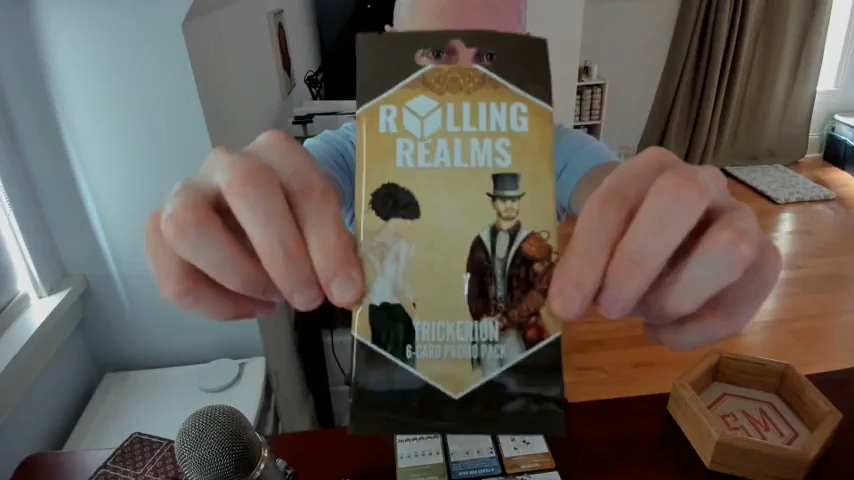 ROLLING
REALMS
TRICKERION
6-CARD PROMO PACK